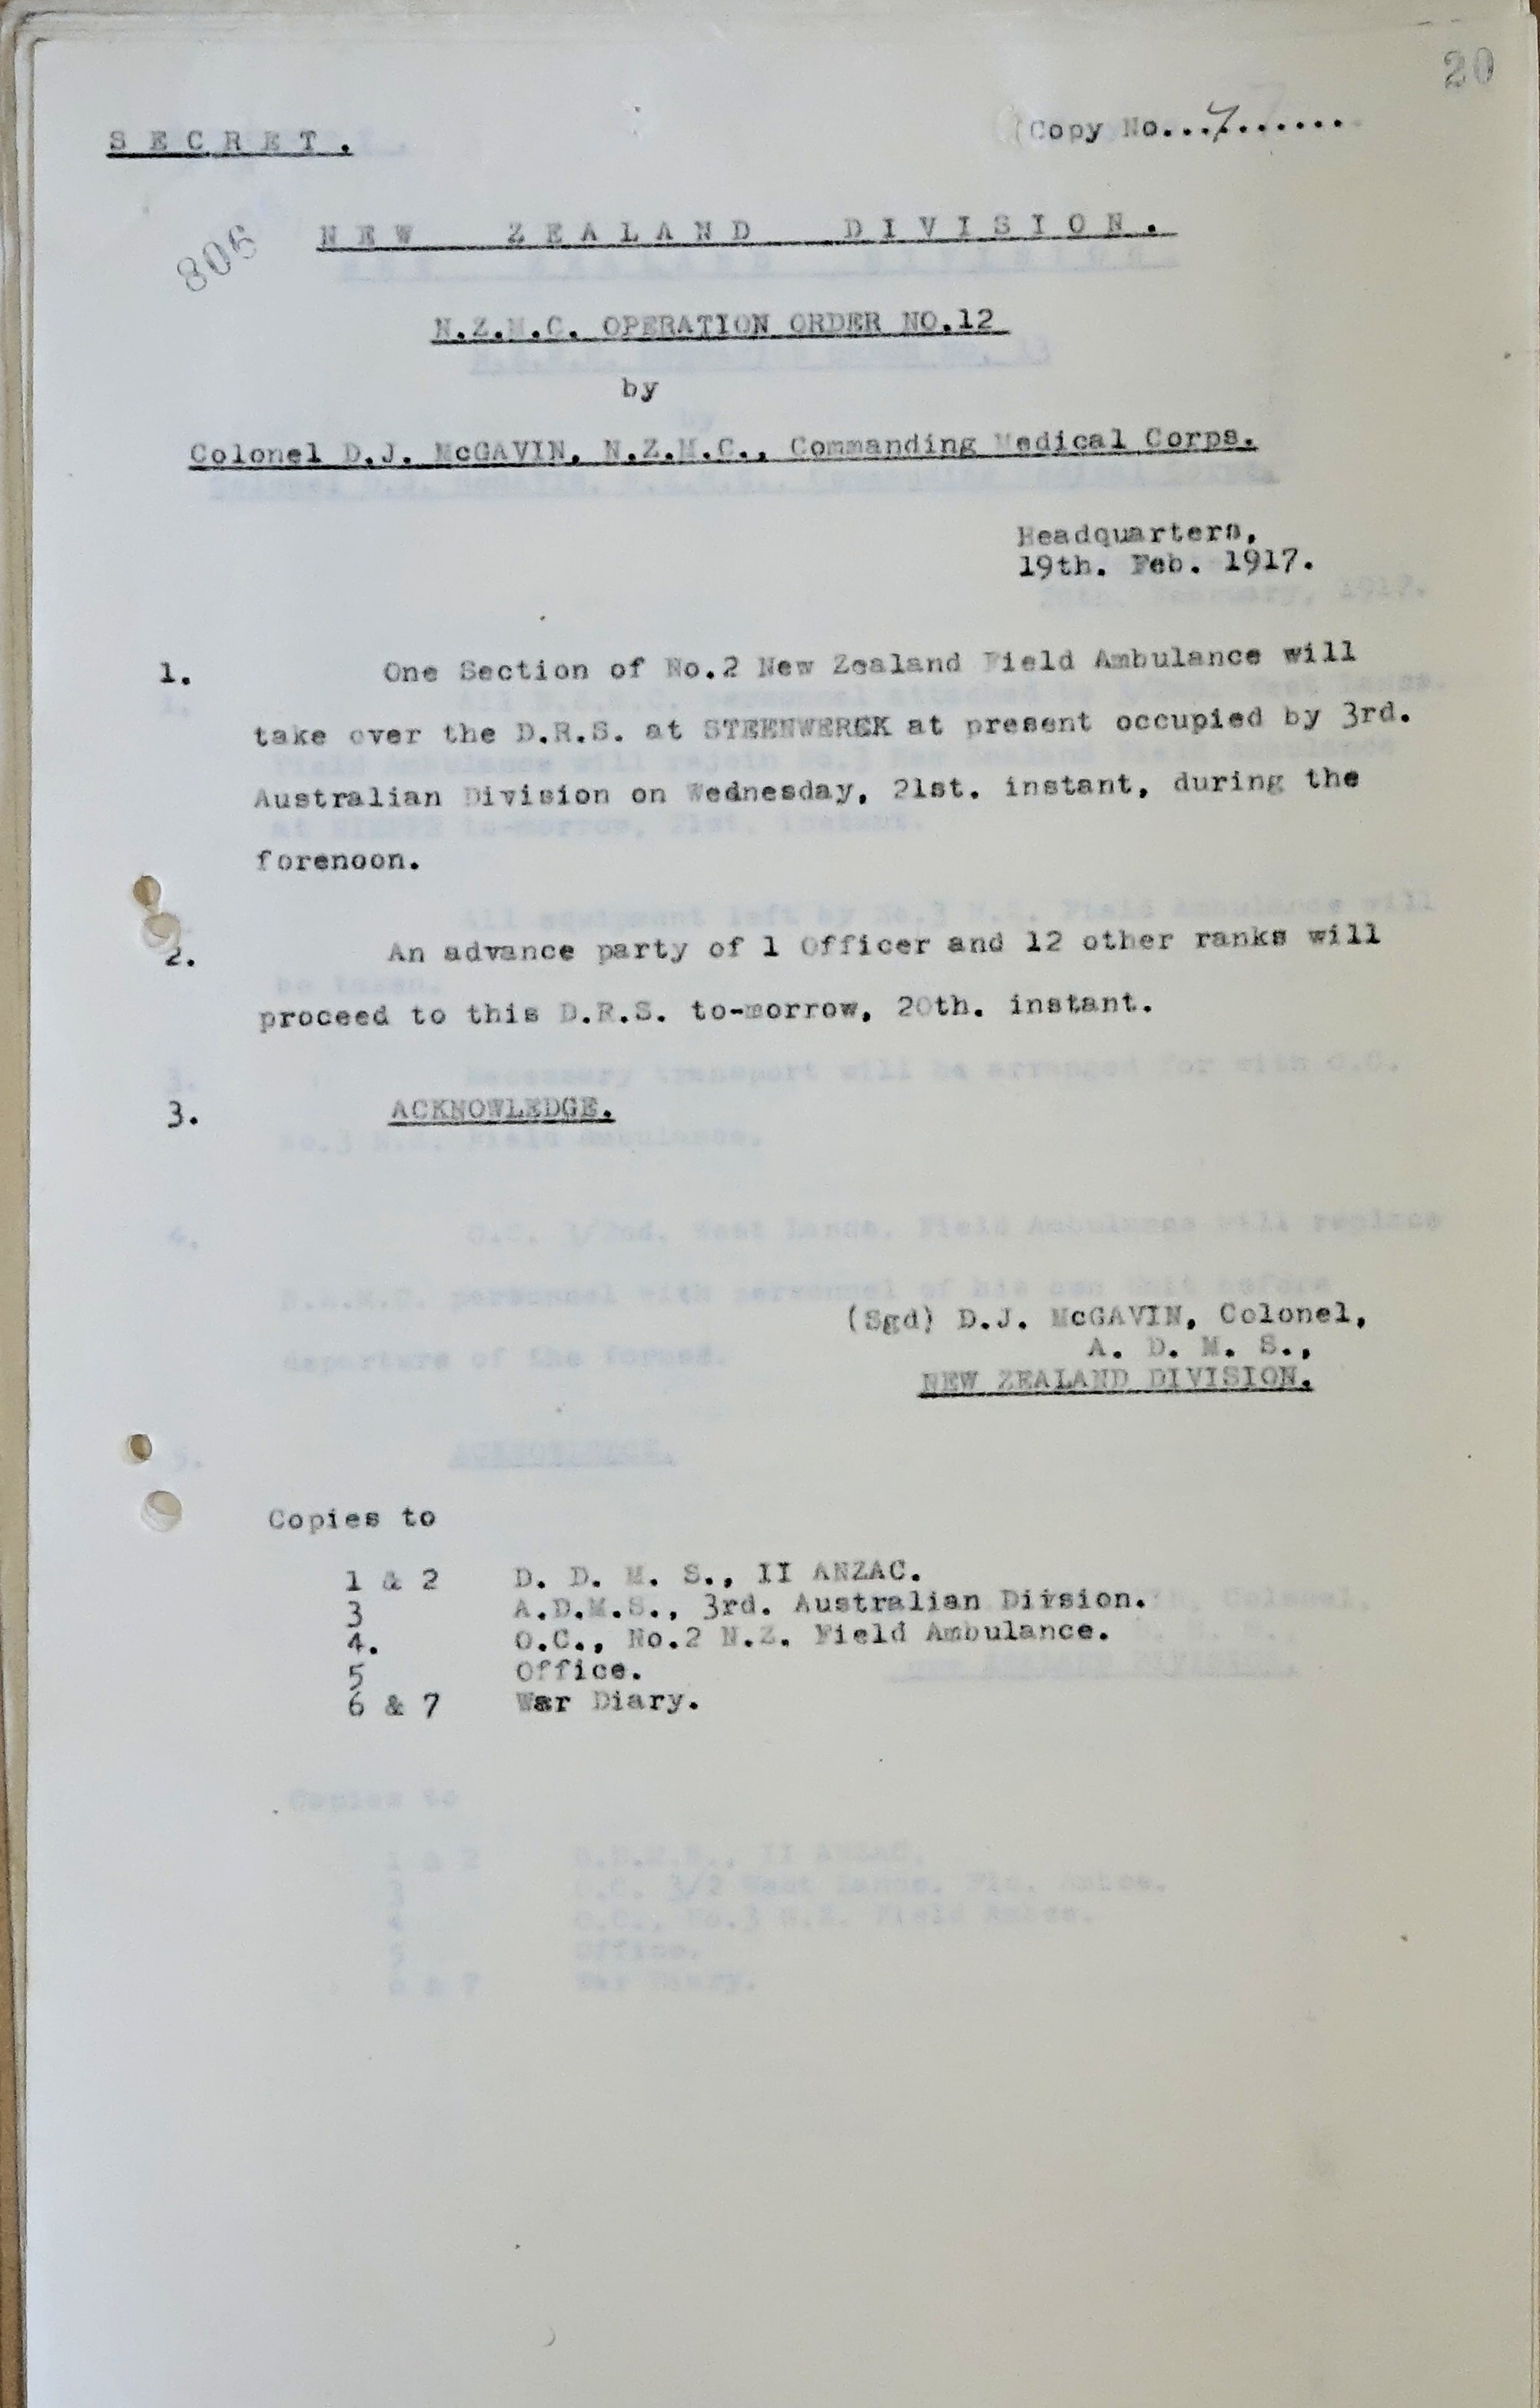 20
S E C R E T .
Copy No...7.......
806
N E W Z E A L A N D D I V I S I O N .
N.Z.M.C. OPERATION ORDER NO.12
by
Colonel D.J. McGAVIN, N.Z.M.C., Commanding Medical Corps.
Headquarters,
19th. Feb. 1917.
1. One Section of No.2 New Zealand Field Ambulance will
take over the D.R.S. at STEENWERCK at present occupied by 3rd.
Australian Division on Wednesday, 21st. instant, during the
forenoon.
2. An advance party of 1 Officer and 12 other ranks will
proceed to this D.R.S. to-morrow, 20th. instant.
3. ACKNOWLEDGE.
(Sgd) D.J. McGAVIN, Colonel,
A. D. M. S.,
NEW ZEALAND DIVISION.
Copies to
1 & 2 D. D. M. S., II ANZAC.
3 A.D.M.S., 3rd. Australian Diision.
4. O.C., No.2 N.Z. Field Ambulance.
5 Office.
6 & 7 War Diary.